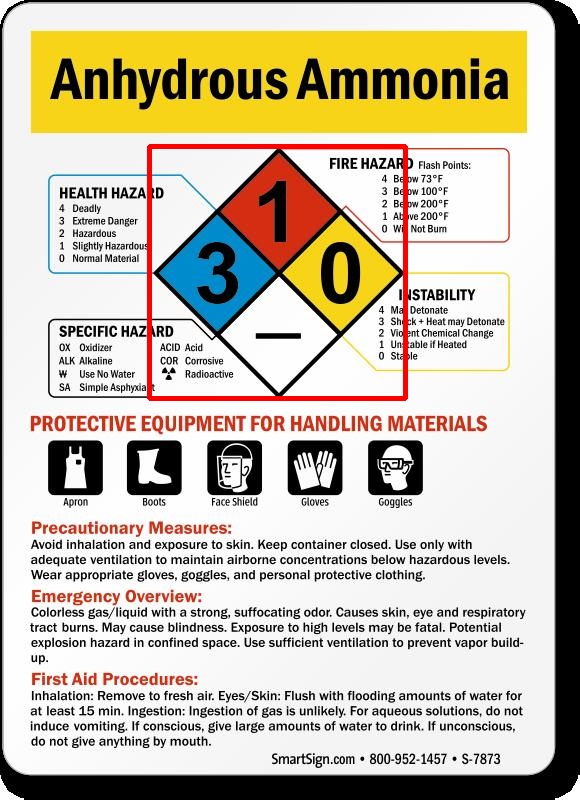 Anhydrous Ammonia
HEALTH HAZARD
4 Deadly
3 Extreme Danger
2 Hazardous
1 Slightly Hazardous
0 Normal Material
FIRE HAZARD Flash Points:
4 Below 73°F
3 Below 100°F
2 Below 200°F
1 Above 200°F
0 Will Not Burn
1
3
0
—
INSTABILITY
4 May Detonate
3 Shock + Heat may Detonate
2 Violent Chemical Change
1 Unstable if Heated
0 Stable
SPECIFIC HAZARD
OX Oxidizer
ALK Alkaline
W Use No Water
SA Simple Asphyxiant
ACID Acid
COR Corrosive
Radioactive
PROTECTIVE EQUIPMENT FOR HANDLING MATERIALS
Apron Boots Face Shield Gloves Goggles
Precautionary Measures:
Avoid inhalation and exposure to skin. Keep container closed. Use only with
adequate ventilation to maintain airborne concentrations below hazardous levels.
Wear appropriate gloves, goggles, and personal protective clothing.
Emergency Overview:
Colorless gas/liquid with a strong, suffocating odor. Causes skin, eye and respiratory
tract burns. May cause blindness. Exposure to high levels may be fatal. Potential
explosion hazard in confined space. Use sufficient ventilation to prevent vapor build-
up.
First Aid Procedures:
Inhalation: Remove to fresh air. Eyes/Skin: Flush with flooding amounts of water for
at least 15 min. Ingestion: Ingestion of gas is unlikely. For aqueous solutions, do not
induce vomiting. If conscious, give large amounts of water to drink. If unconscious,
do not give anything by mouth.
SmartSign.com • 800-952-1457 • S-7873